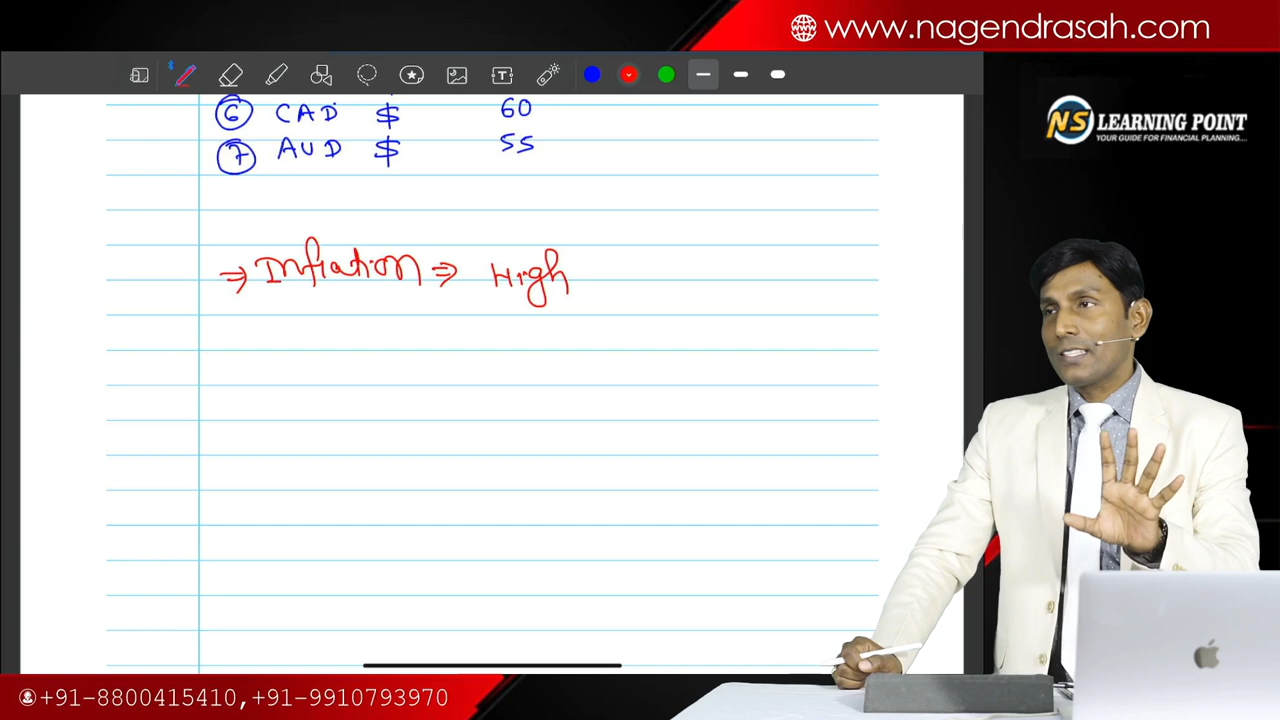 www.nagendrasah.com
NS LEARNING POINT
YOUR GUIDE FOR FINANCIAL PLANNING...
6 CAD $ 60
7 AUD $ 55
⇒ Inflation ⇒ High
+91-8800415410,+91-9910793970